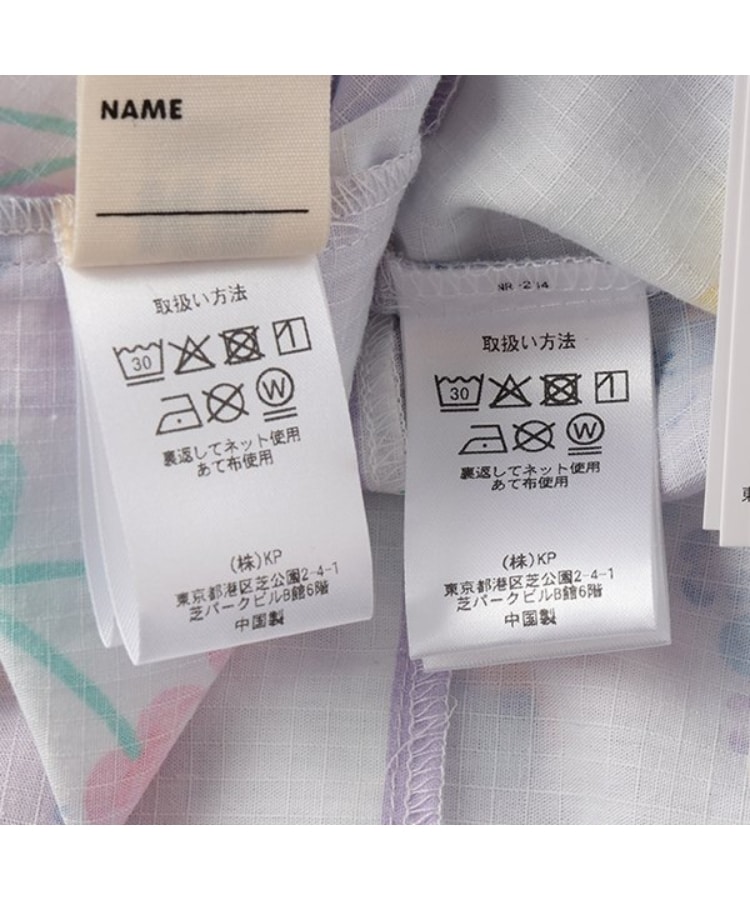 NAME
取扱い方法
30
W
裏返してネット使用
あて布使用
(株)KP
東京都港区芝公園2-4-1
芝パークビルB館6階
中国製
取扱い方法
30
W
裏返してネット使用
あて布使用
(株)KP
東京都港区芝公園2-4-1
芝パークビルB館6階
中国製
東